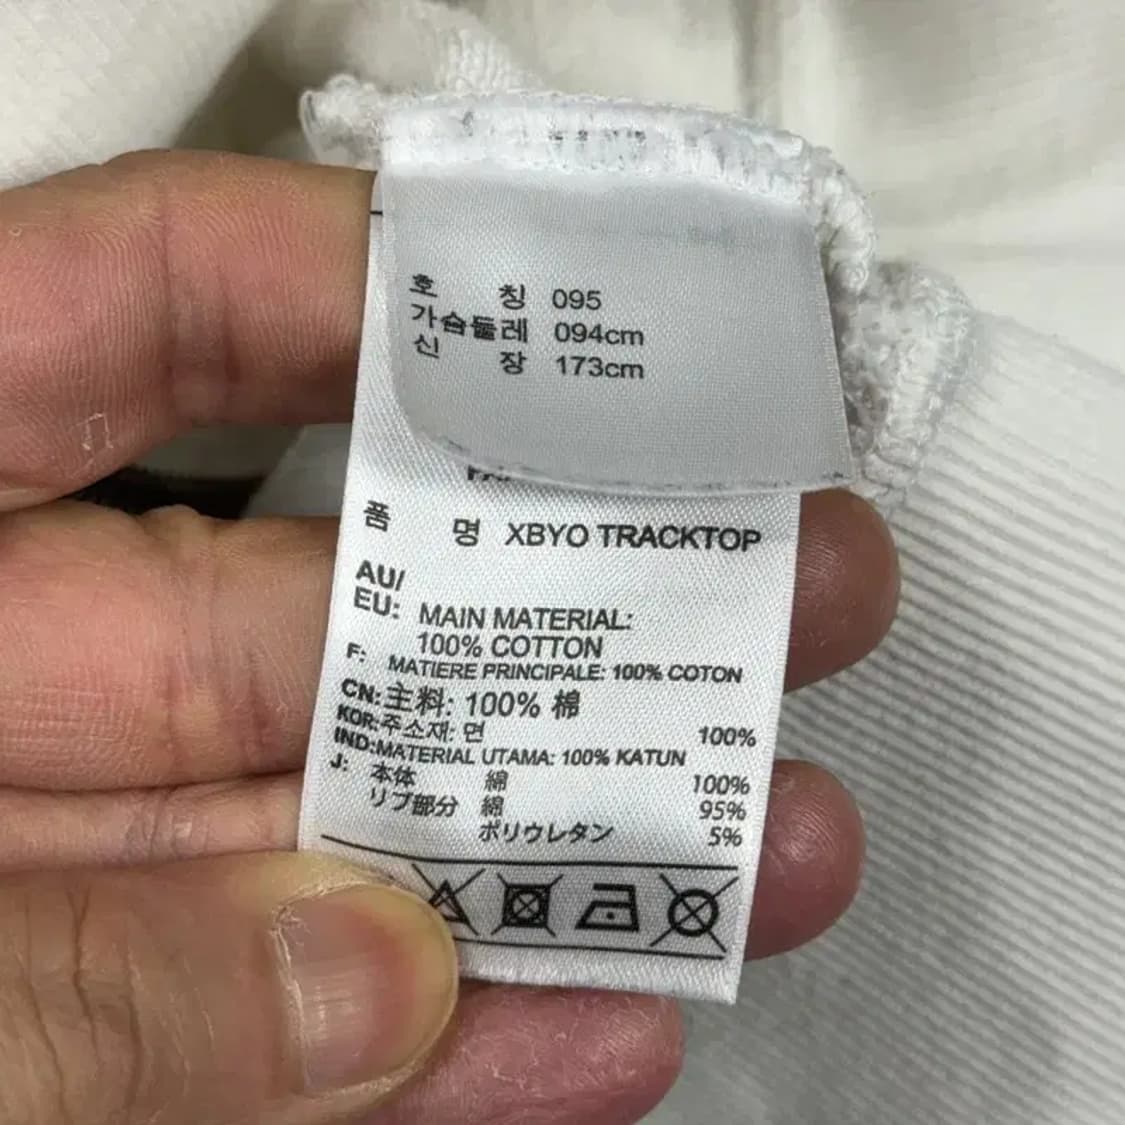 호 칭 095
가슴둘레 094cm
신 장 173cm
품 명 XBYO TRACKTOP
AU/
EU: MAIN MATERIAL:
100% COTTON
F: MATIERE PRINCIPALE: 100% COTON
CN:主料: 100% 棉
KOR:주소재: 면 100%
IND:MATERIAL UTAMA: 100% KATUN
J: 本体 綿 100%
リブ部分 綿 95%
ポリウレタン 5%